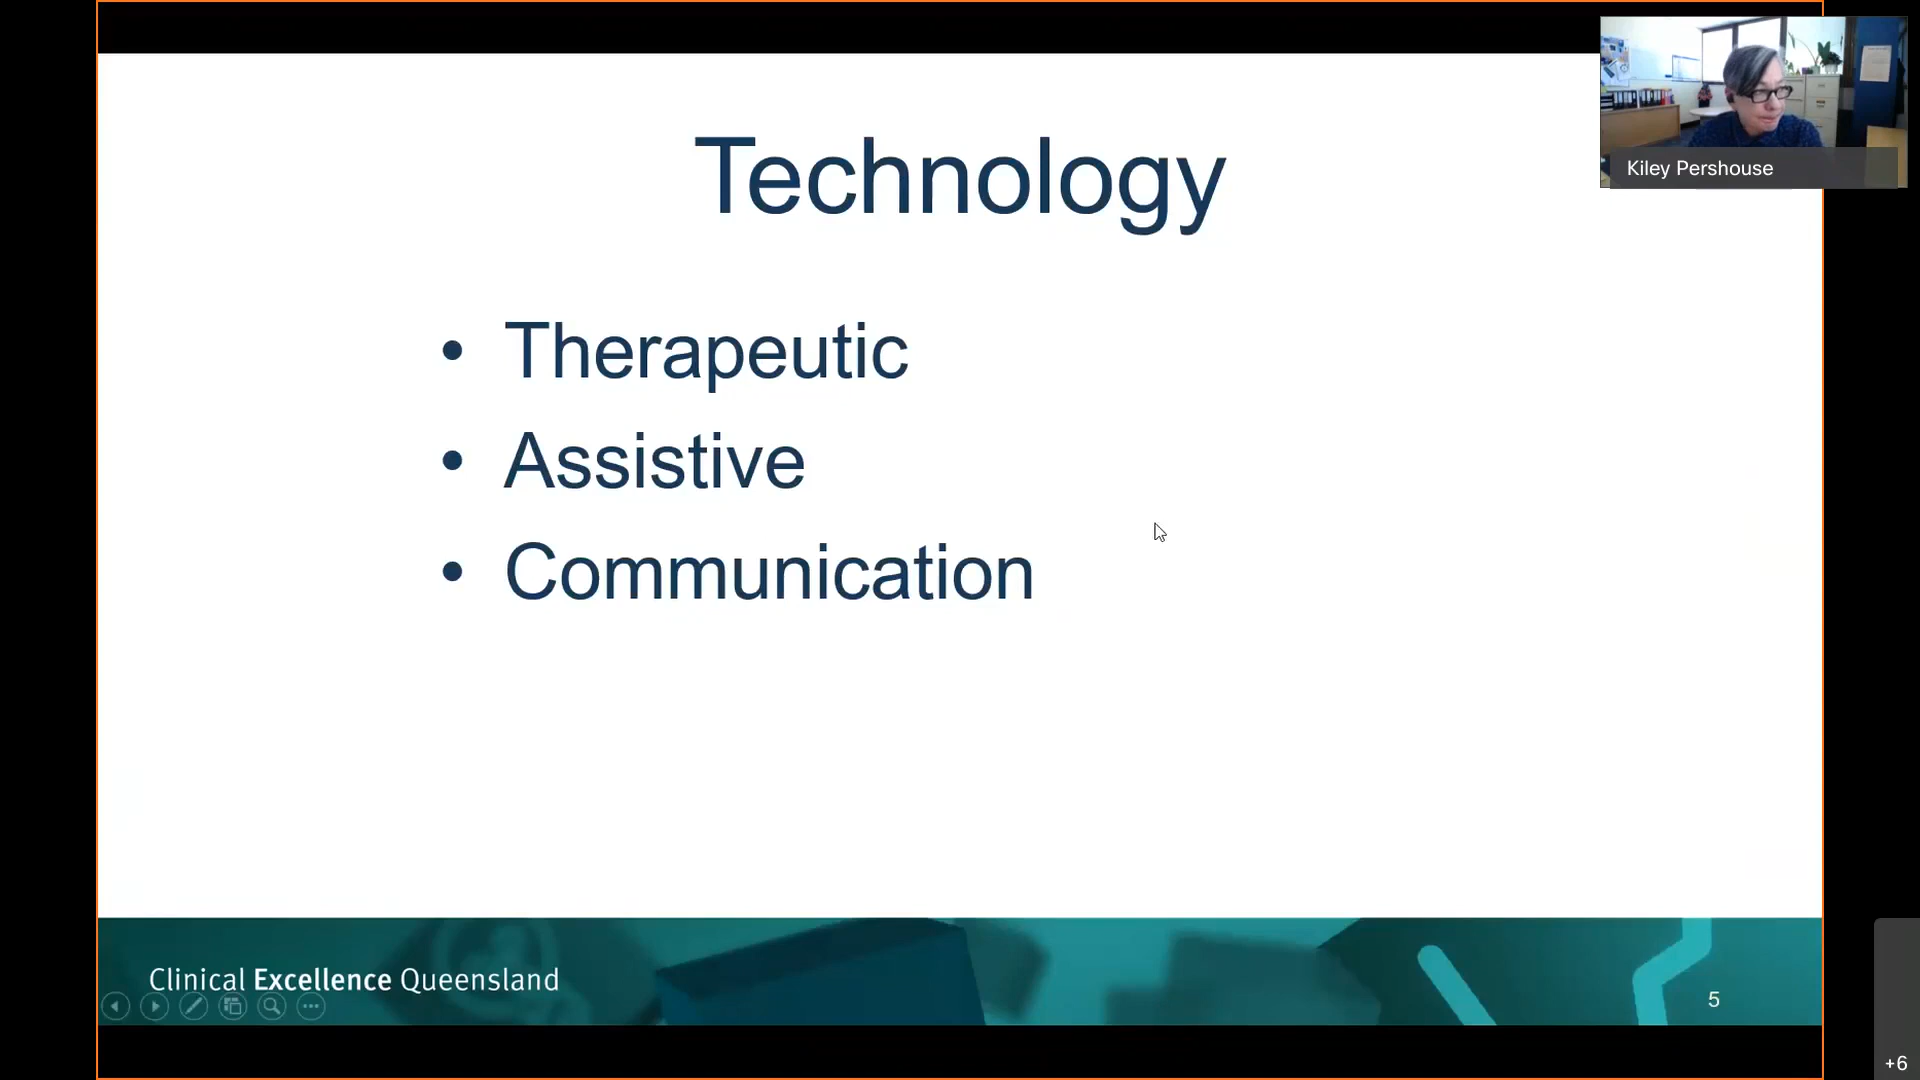 Technology
Kiley Pershouse
• Therapeutic
• Assistive
• Communication
Clinical Excellence Queensland
5
+6